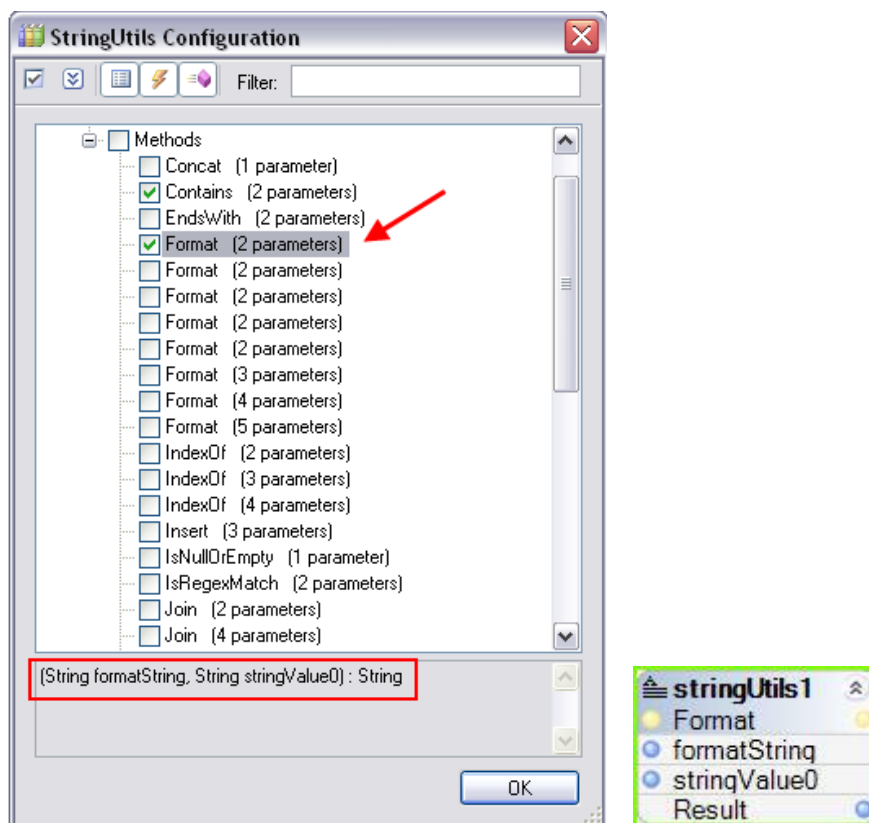 StringUtils Configuration
Filter:
Methods
Concat (1 parameter)
Contains (2 parameters)
EndsWith (2 parameters)
Format (2 parameters)
Format (2 parameters)
Format (2 parameters)
Format (2 parameters)
Format (2 parameters)
Format (3 parameters)
Format (4 parameters)
Format (5 parameters)
IndexOf (2 parameters)
IndexOf (3 parameters)
IndexOf (4 parameters)
Insert (3 parameters)
IsNullOrEmpty (1 parameter)
IsRegexMatch (2 parameters)
Join (2 parameters)
Join (4 parameters)
(String formatString, String stringValue0) : String
OK
stringUtils1
Format
formatString
stringValue0
Result